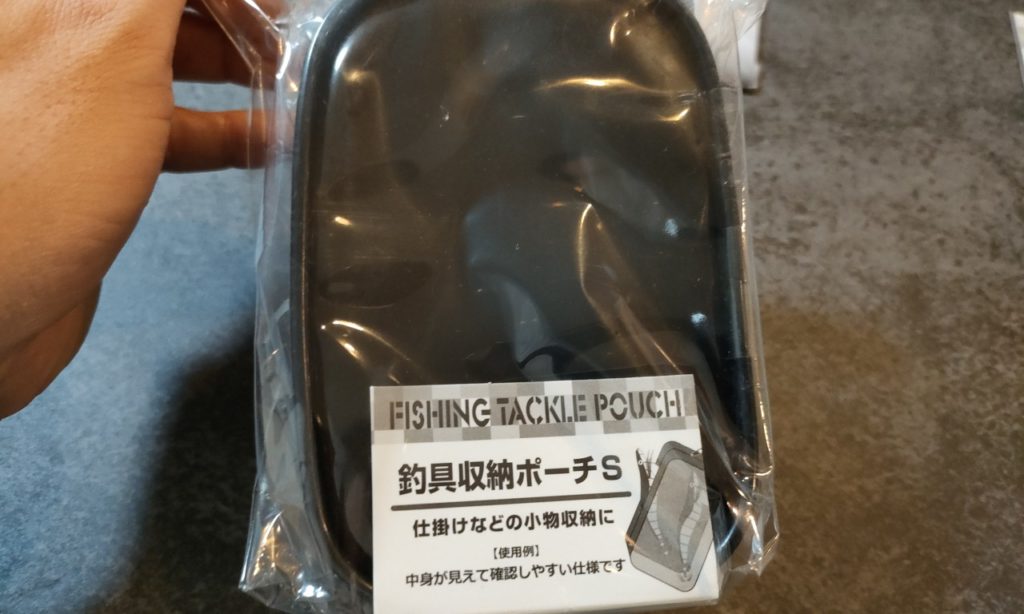 FISHING TACKLE POUCH
釣具収納ポーチS
仕掛けなどの小物収納に
【使用例】
中身が見えて確認しやすい仕様です